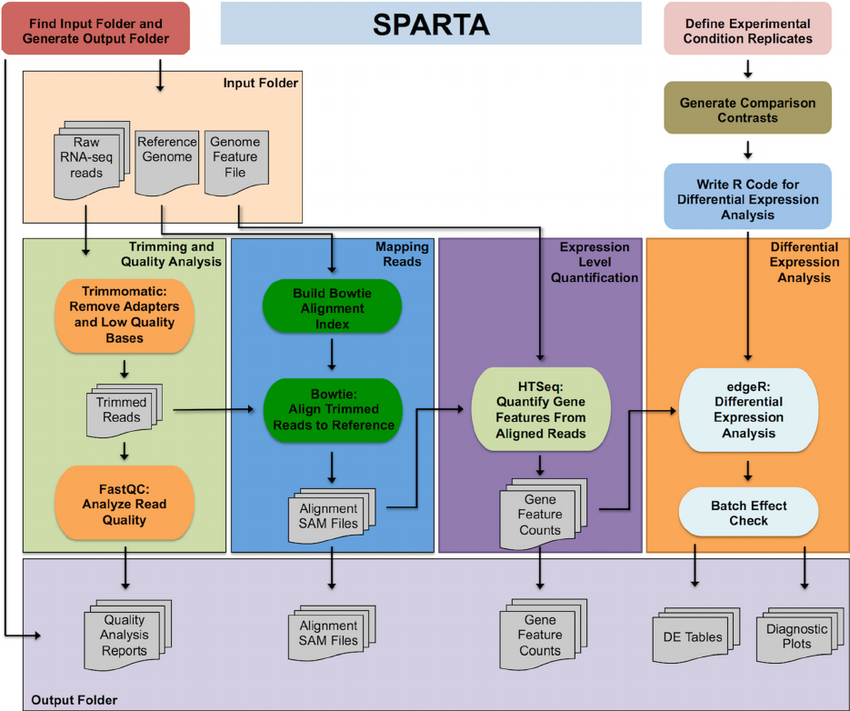 Find Input Folder and
Generate Output Folder
SPARTA
Define Experimental
Condition Replicates
Input Folder
Raw
RNA-seq
reads
Reference
Genome
Genome
Feature
File
Generate Comparison
Contrasts
Write R Code for
Differential Expression
Analysis
Trimming and
Quality Analysis
Trimmomatic:
Remove Adapters
and Low Quality
Bases
Trimmed
Reads
FastQC:
Analyze Read
Quality
Mapping
Reads
Build Bowtie
Alignment
Index
Bowtie:
Align Trimmed
Reads to Reference
Alignment
SAM Files
Expression
Level
Quantification
HTSeq:
Quantify Gene
Features From
Aligned Reads
Gene
Feature
Counts
Differential
Expression
Analysis
edgeR:
Differential
Expression
Analysis
Batch Effect
Check
Quality
Analysis
Reports
Alignment
SAM Files
Gene
Feature
Counts
DE Tables
Diagnostic
Plots
Output Folder